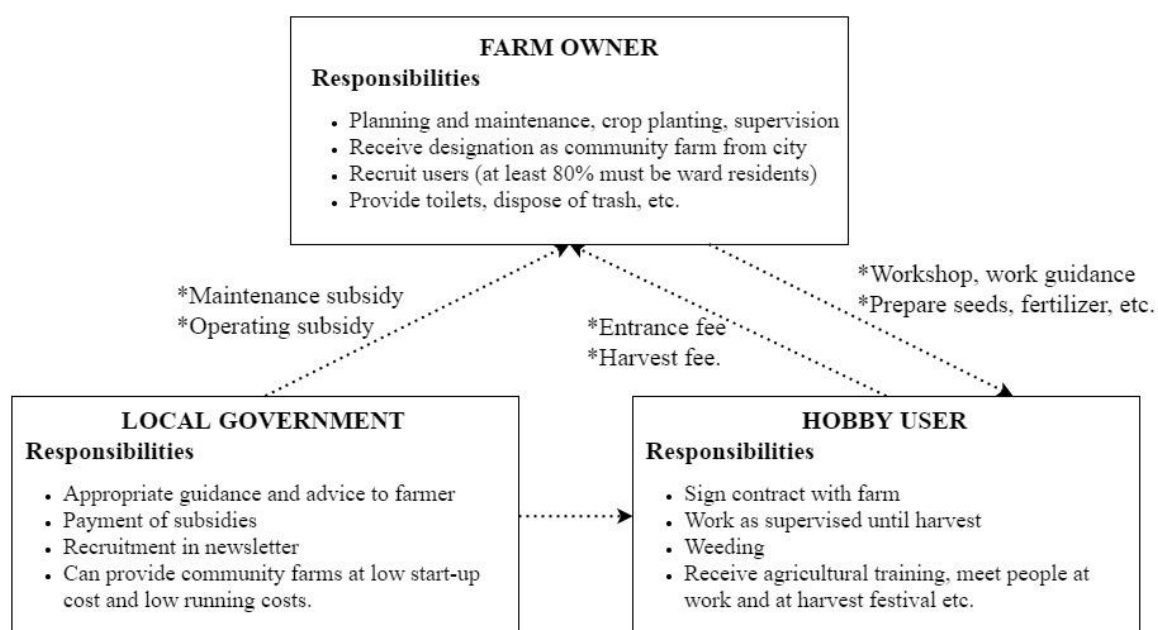 FARM OWNER
Responsibilities
• Planning and maintenance, crop planting, supervision
• Receive designation as community farm from city
• Recruit users (at least 80% must be ward residents)
• Provide toilets, dispose of trash, etc.
*Maintenance subsidy
*Operating subsidy
*Entrance fee
*Harvest fee.
*Workshop, work guidance
*Prepare seeds, fertilizer, etc.
LOCAL GOVERNMENT
Responsibilities
• Appropriate guidance and advice to farmer
• Payment of subsidies
• Recruitment in newsletter
• Can provide community farms at low start-up
cost and low running costs.
HOBBY USER
Responsibilities
• Sign contract with farm
• Work as supervised until harvest
• Weeding
• Receive agricultural training, meet people at
work and at harvest festival etc.